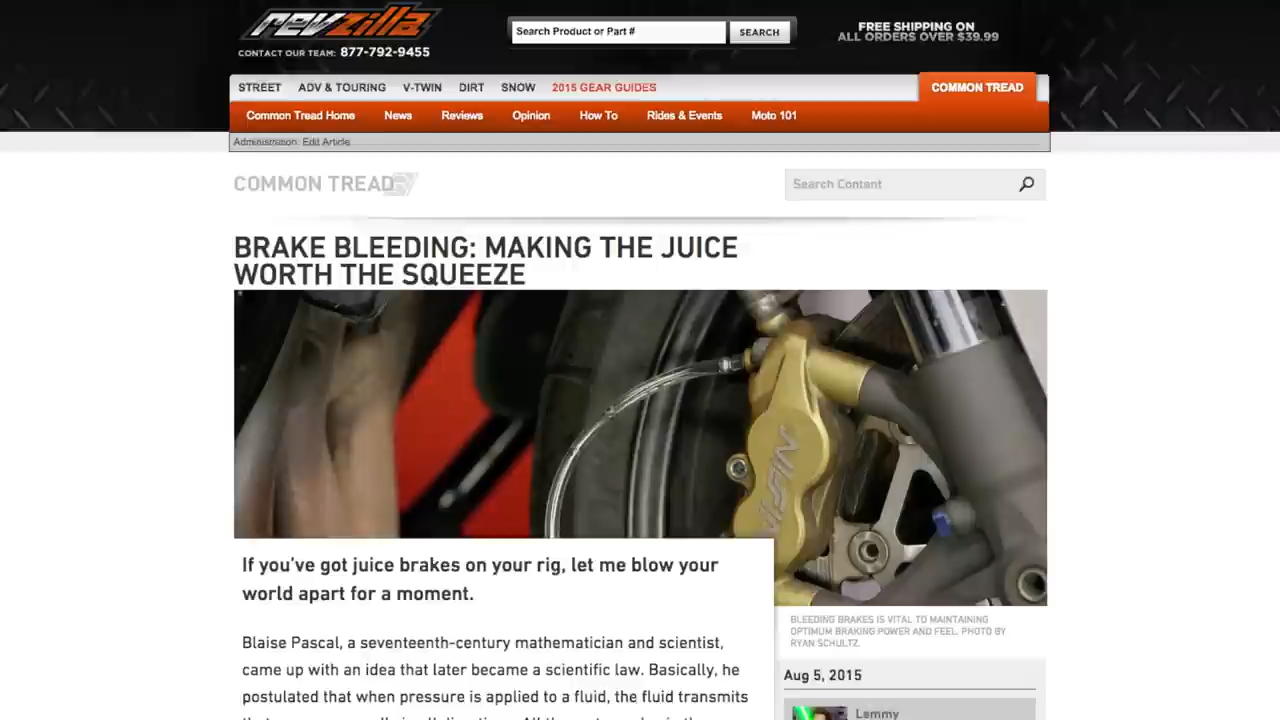 revzilla
CONTACT OUR TEAM: 877-792-9455
Search Product or Part #
SEARCH
FREE SHIPPING ON
ALL ORDERS OVER $39.99
STREET ADV & TOURING V-TWIN DIRT SNOW 2015 GEAR GUIDES COMMON TREAD
Common Tread Home News Reviews Opinion How To Rides & Events Moto 101
Administration: Edit Article
COMMON TREAD
Search Content
BRAKE BLEEDING: MAKING THE JUICE
WORTH THE SQUEEZE
NISSIN
If you've got juice brakes on your rig, let me blow your
world apart for a moment.
Blaise Pascal, a seventeenth-century mathematician and scientist,
came up with an idea that later became a scientific law. Basically, he
postulated that when pressure is applied to a fluid, the fluid transmits
BLEEDING BRAKES IS VITAL TO MAINTAINING
OPTIMUM BRAKING POWER AND FEEL. PHOTO BY
RYAN SCHULTZ.
Aug 5, 2015
Lemmy